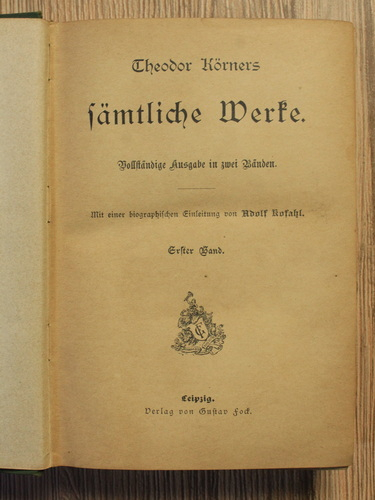 Theodor Körners
sämtliche Werke.
Vollständige Ausgabe in zwei Bänden.
Mit einer biographischen Einleitung von Adolf Kohahl.
Erster Band.
Leipzig.
Verlag von Gustav Fock.